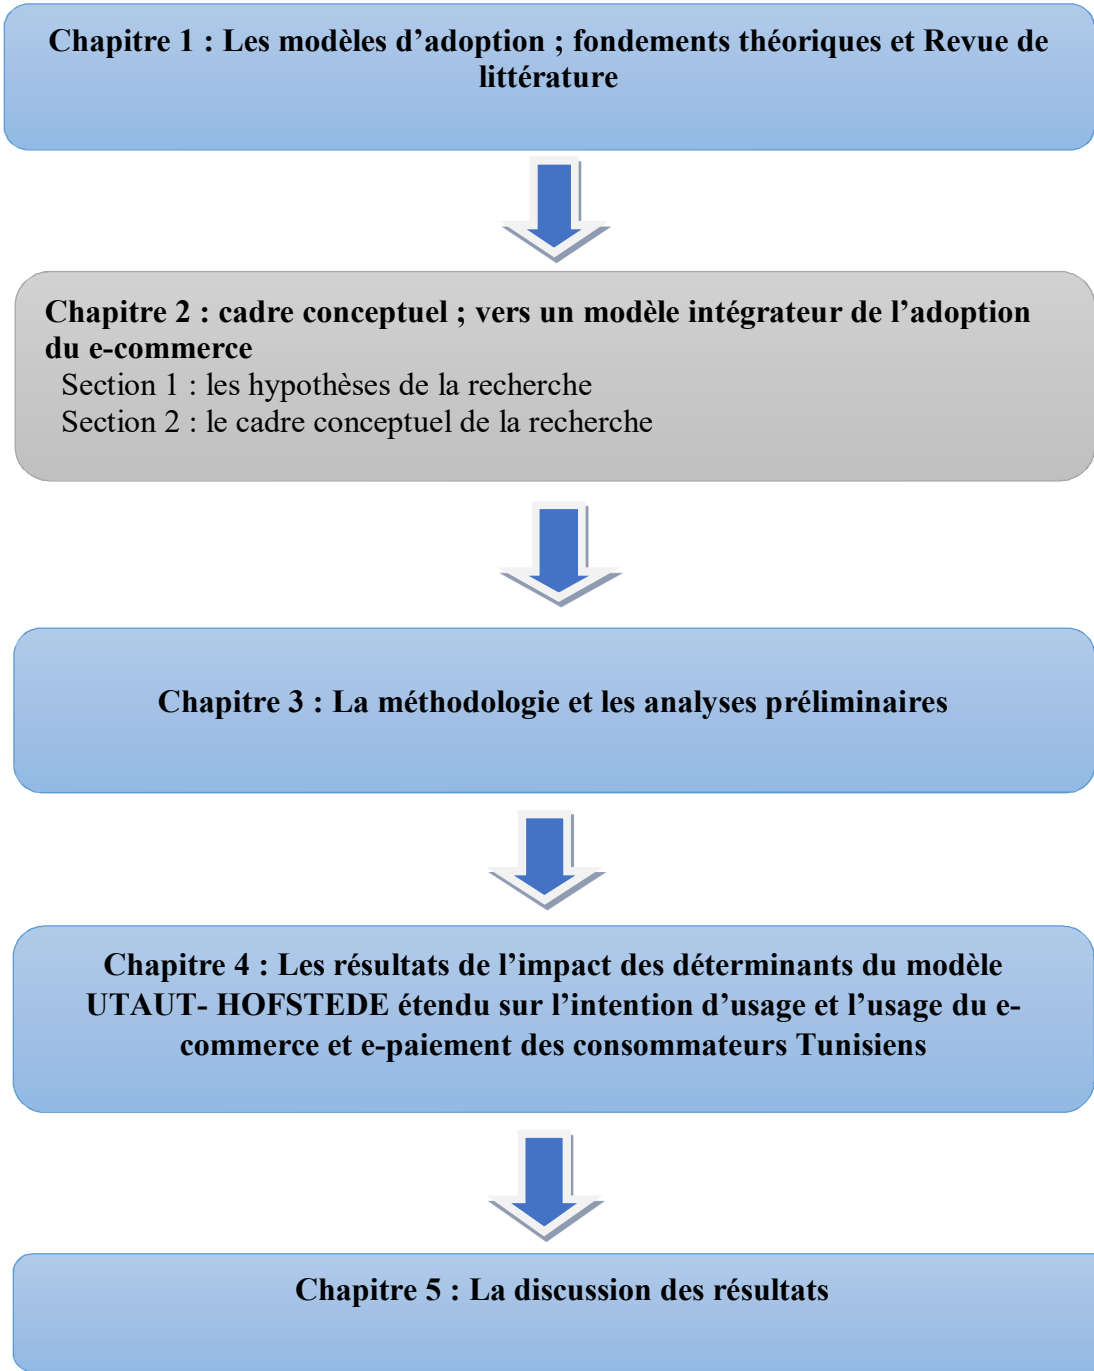 Chapitre 1 : Les modèles d’adoption ; fondements théoriques et Revue de
littérature
Chapitre 2 : cadre conceptuel ; vers un modèle intégrateur de l’adoption
du e-commerce
Section 1 : les hypothèses de la recherche
Section 2 : le cadre conceptuel de la recherche
Chapitre 3 : La méthodologie et les analyses préliminaires
Chapitre 4 : Les résultats de l’impact des déterminants du modèle
UTAUT- HOFSTEDE étendu sur l’intention d’usage et l’usage du e-
commerce et e-paiement des consommateurs Tunisiens
Chapitre 5 : La discussion des résultats